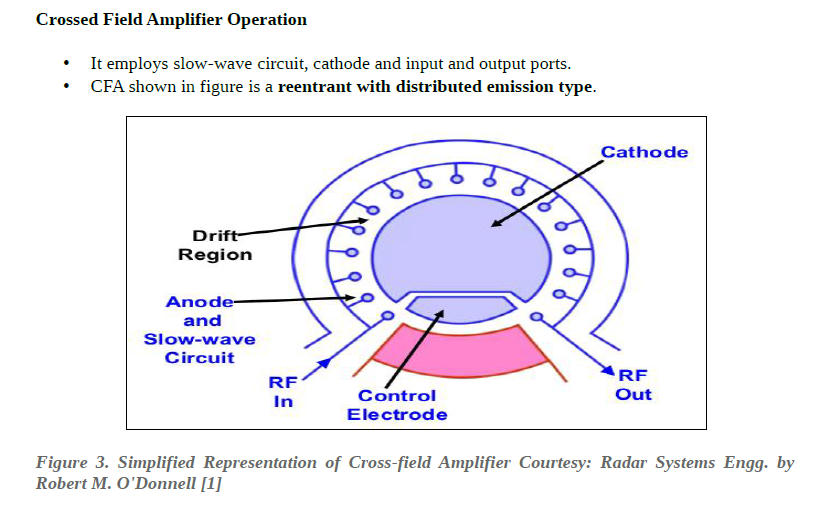 Crossed Field Amplifier Operation
• It employs slow-wave circuit, cathode and input and output ports.
• CFA shown in figure is a reentrant with distributed emission type.
Cathode
Drift
Region
Anode
and
Slow-wave
Circuit
RF
In
Control
Electrode
RF
Out
Figure 3. Simplified Representation of Cross-field Amplifier Courtesy: Radar Systems Engg. by
Robert M. O'Donnell [1]